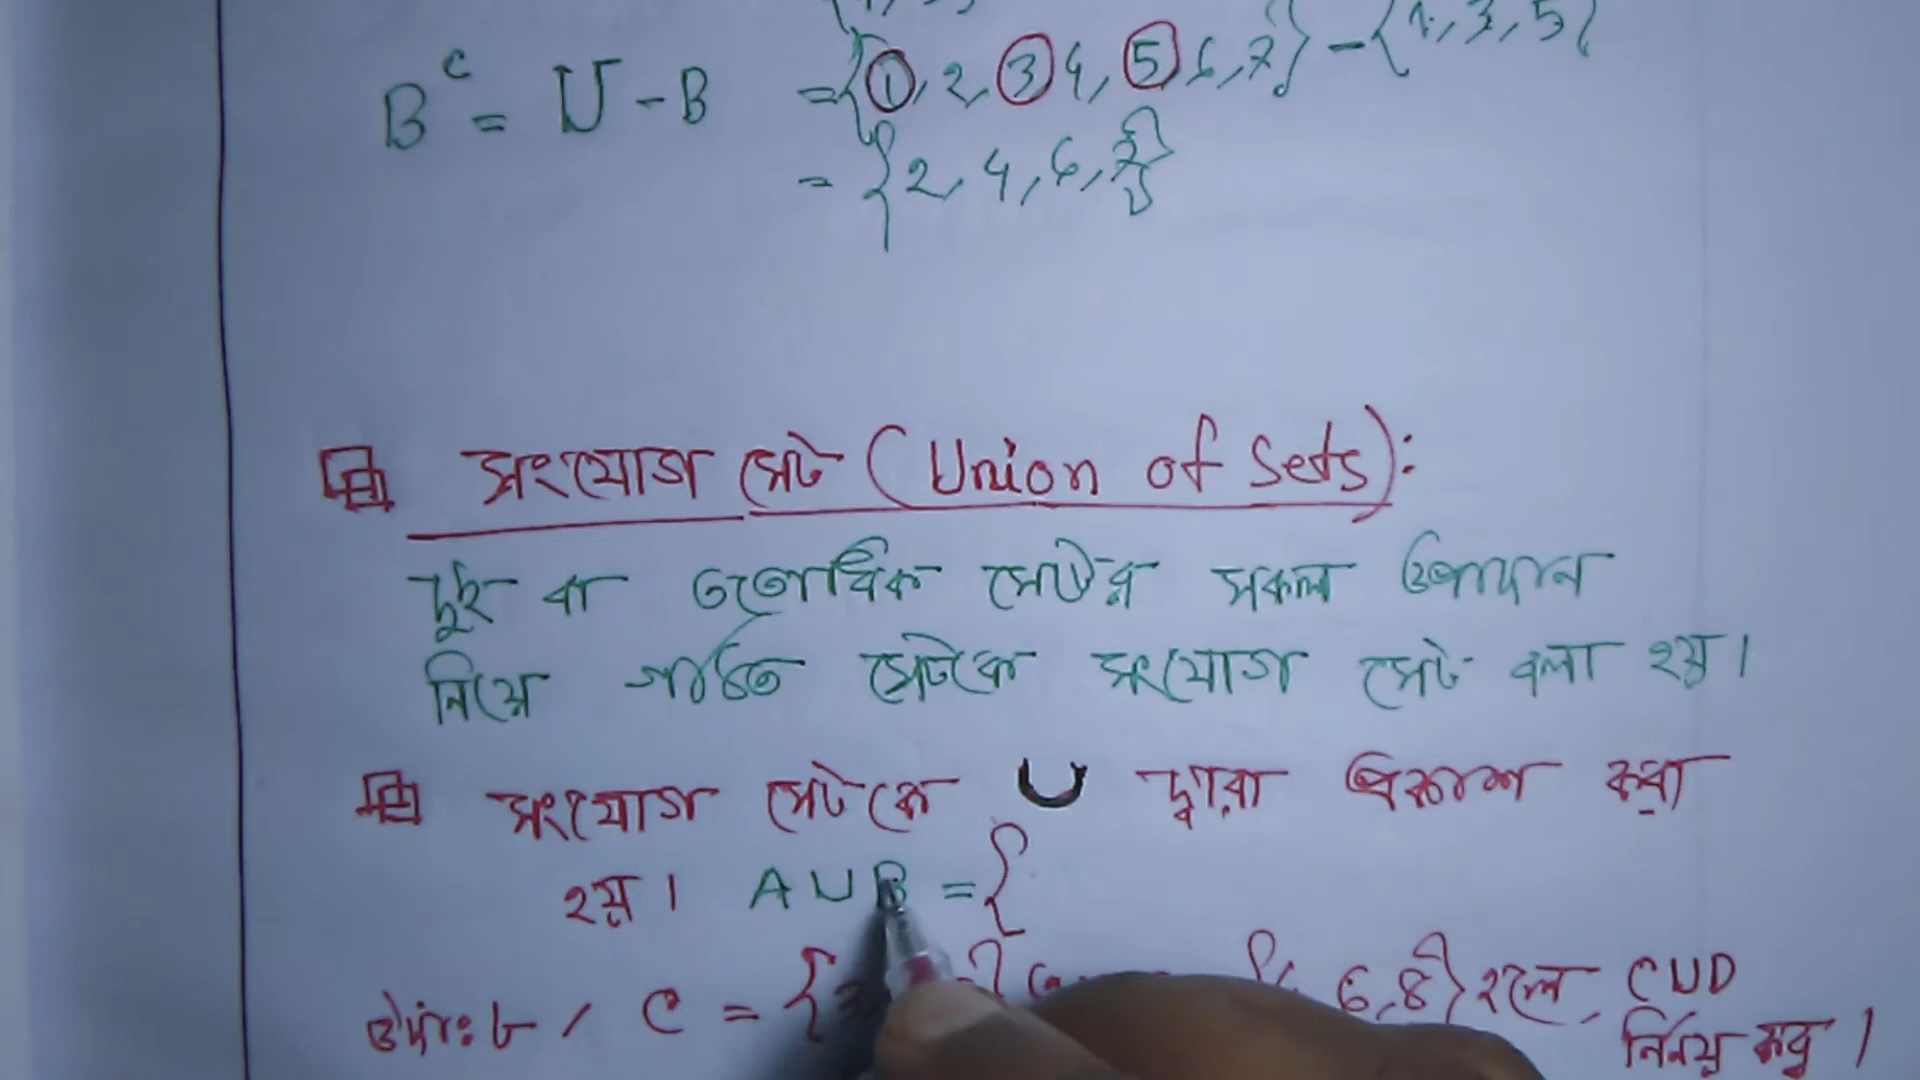 B^c = U - B = {1, 2, 3, 4, 5, 6, 7} - {1, 3, 5}
= {2, 4, 6, 7}
সংযোগ সেট (Union of Sets):
দুই বা ততোধিক সেটের সকল উপাদান
নিয়ে গঠিত সেটকে সংযোগ সেট বলা হয়।
সংযোগ সেটকে ∪ দ্বারা প্রকাশ করা
হয়। A ∪ B = {
উদা: ৮ / C = { 6, 8} হলে, C∪D
নির্ণয় কর।